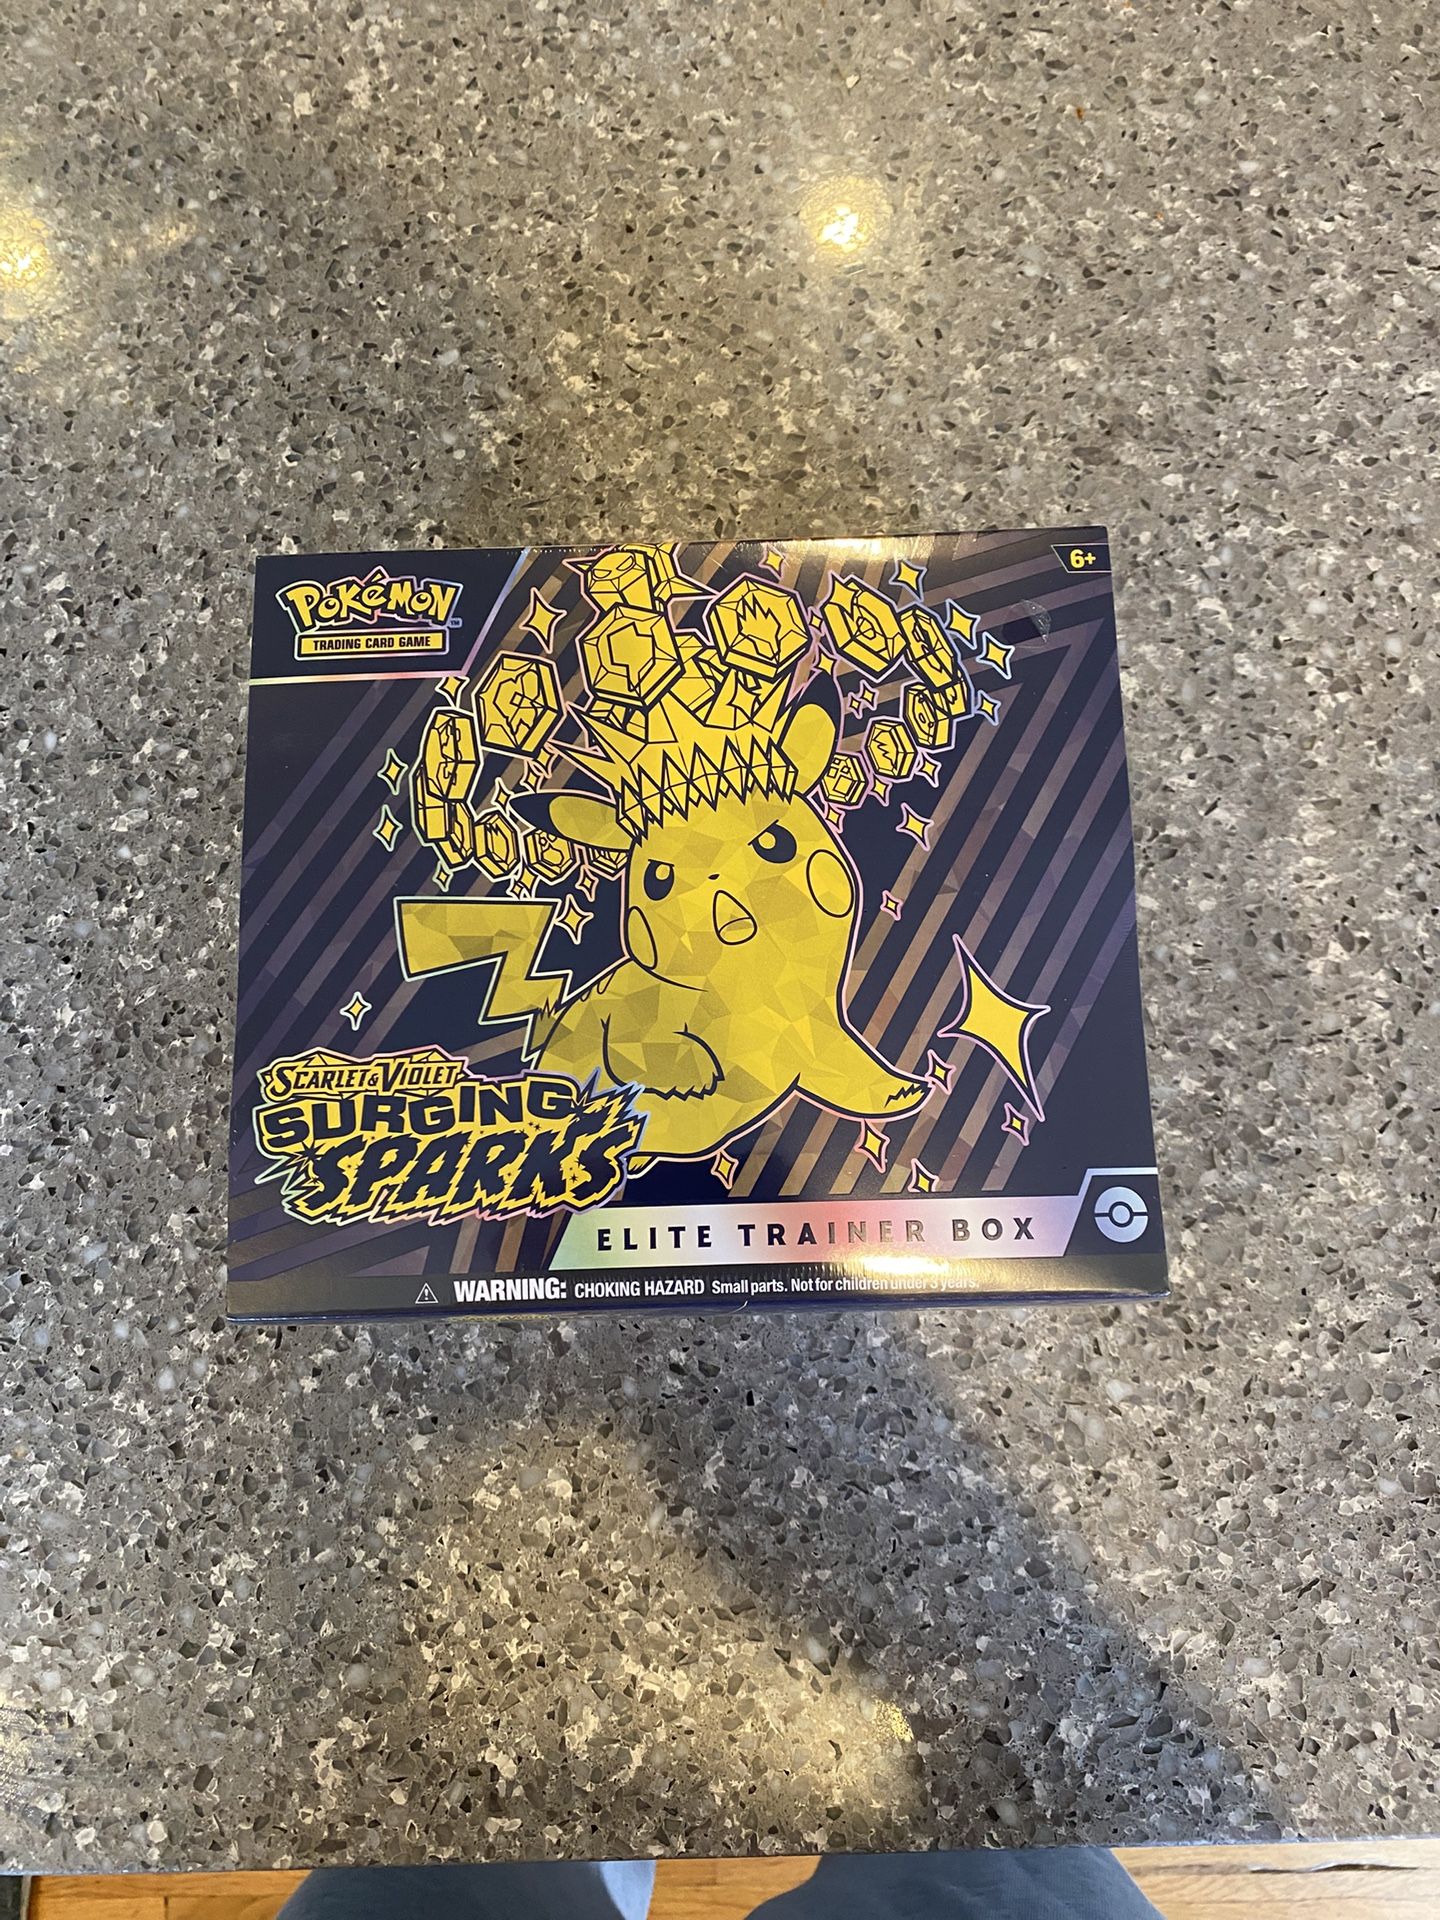 POKéMON™
TRADING CARD GAME
6+
SCARLET & VIOLET
SURGING
SPARKS
ELITE TRAINER BOX
WARNING: CHOKING HAZARD Small parts. Not for children under 3 years.